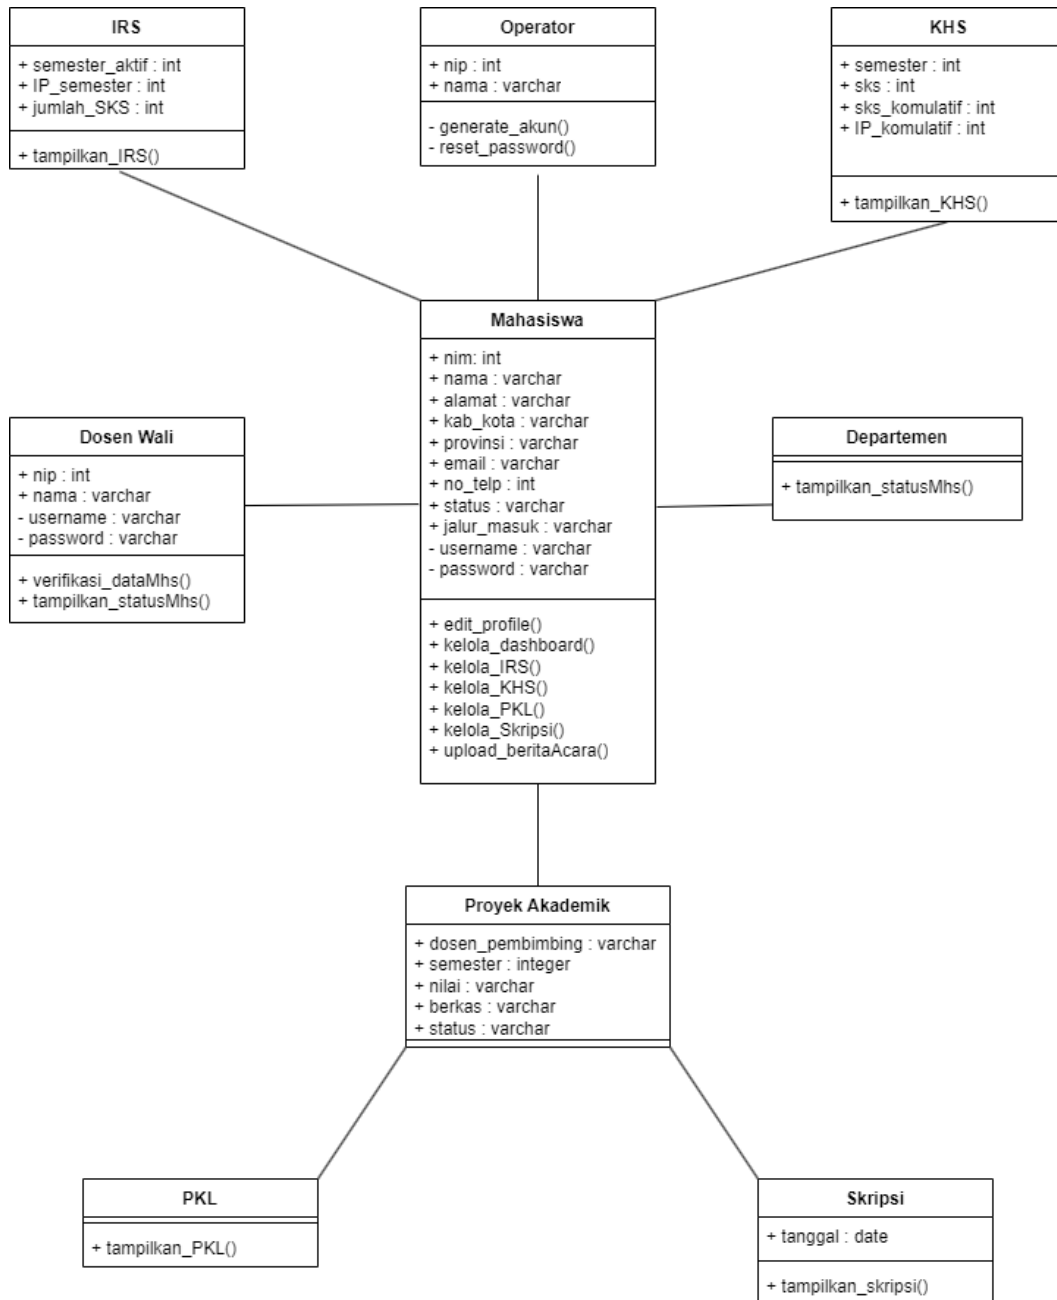 IRS
+ semester_aktif : int
+ IP_semester : int
+ jumlah_SKS : int
+ tampilkan_IRS()
Operator
+ nip : int
+ nama : varchar
- generate_akun()
- reset_password()
KHS
+ semester : int
+ sks : int
+ sks_komulatif : int
+ IP_komulatif : int
+ tampilkan_KHS()
Mahasiswa
+ nim: int
+ nama : varchar
+ alamat : varchar
+ kab_kota : varchar
+ provinsi : varchar
+ email : varchar
+ no_telp : int
+ status : varchar
+ jalur_masuk : varchar
- username : varchar
- password : varchar
+ edit_profile()
+ kelola_dashboard()
+ kelola_IRS()
+ kelola_KHS()
+ kelola_PKL()
+ kelola_Skripsi()
+ upload_beritaAcara()
Dosen Wali
+ nip : int
+ nama : varchar
- username : varchar
- password : varchar
+ verifikasi_dataMhs()
+ tampilkan_statusMhs()
Departemen
+ tampilkan_statusMhs()
Proyek Akademik
+ dosen_pembimbing : varchar
+ semester : integer
+ nilai : varchar
+ berkas : varchar
+ status : varchar
PKL
+ tampilkan_PKL()
Skripsi
+ tanggal : date
+ tampilkan_skripsi()